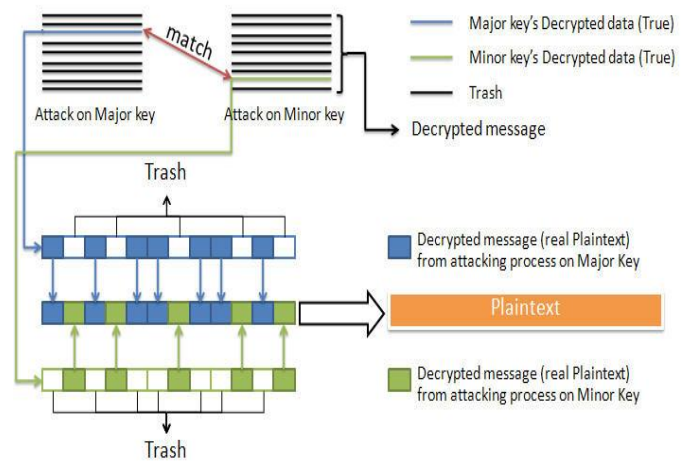 Major key's Decrypted data (True)
match
Minor key's Decrypted data (True)
Trash
Attack on Major key
Attack on Minor key
Decrypted message
Trash
Decrypted message (real Plaintext)
from attacking process on Major Key
Plaintext
Decrypted message (real Plaintext)
from attacking process on Minor Key
Trash